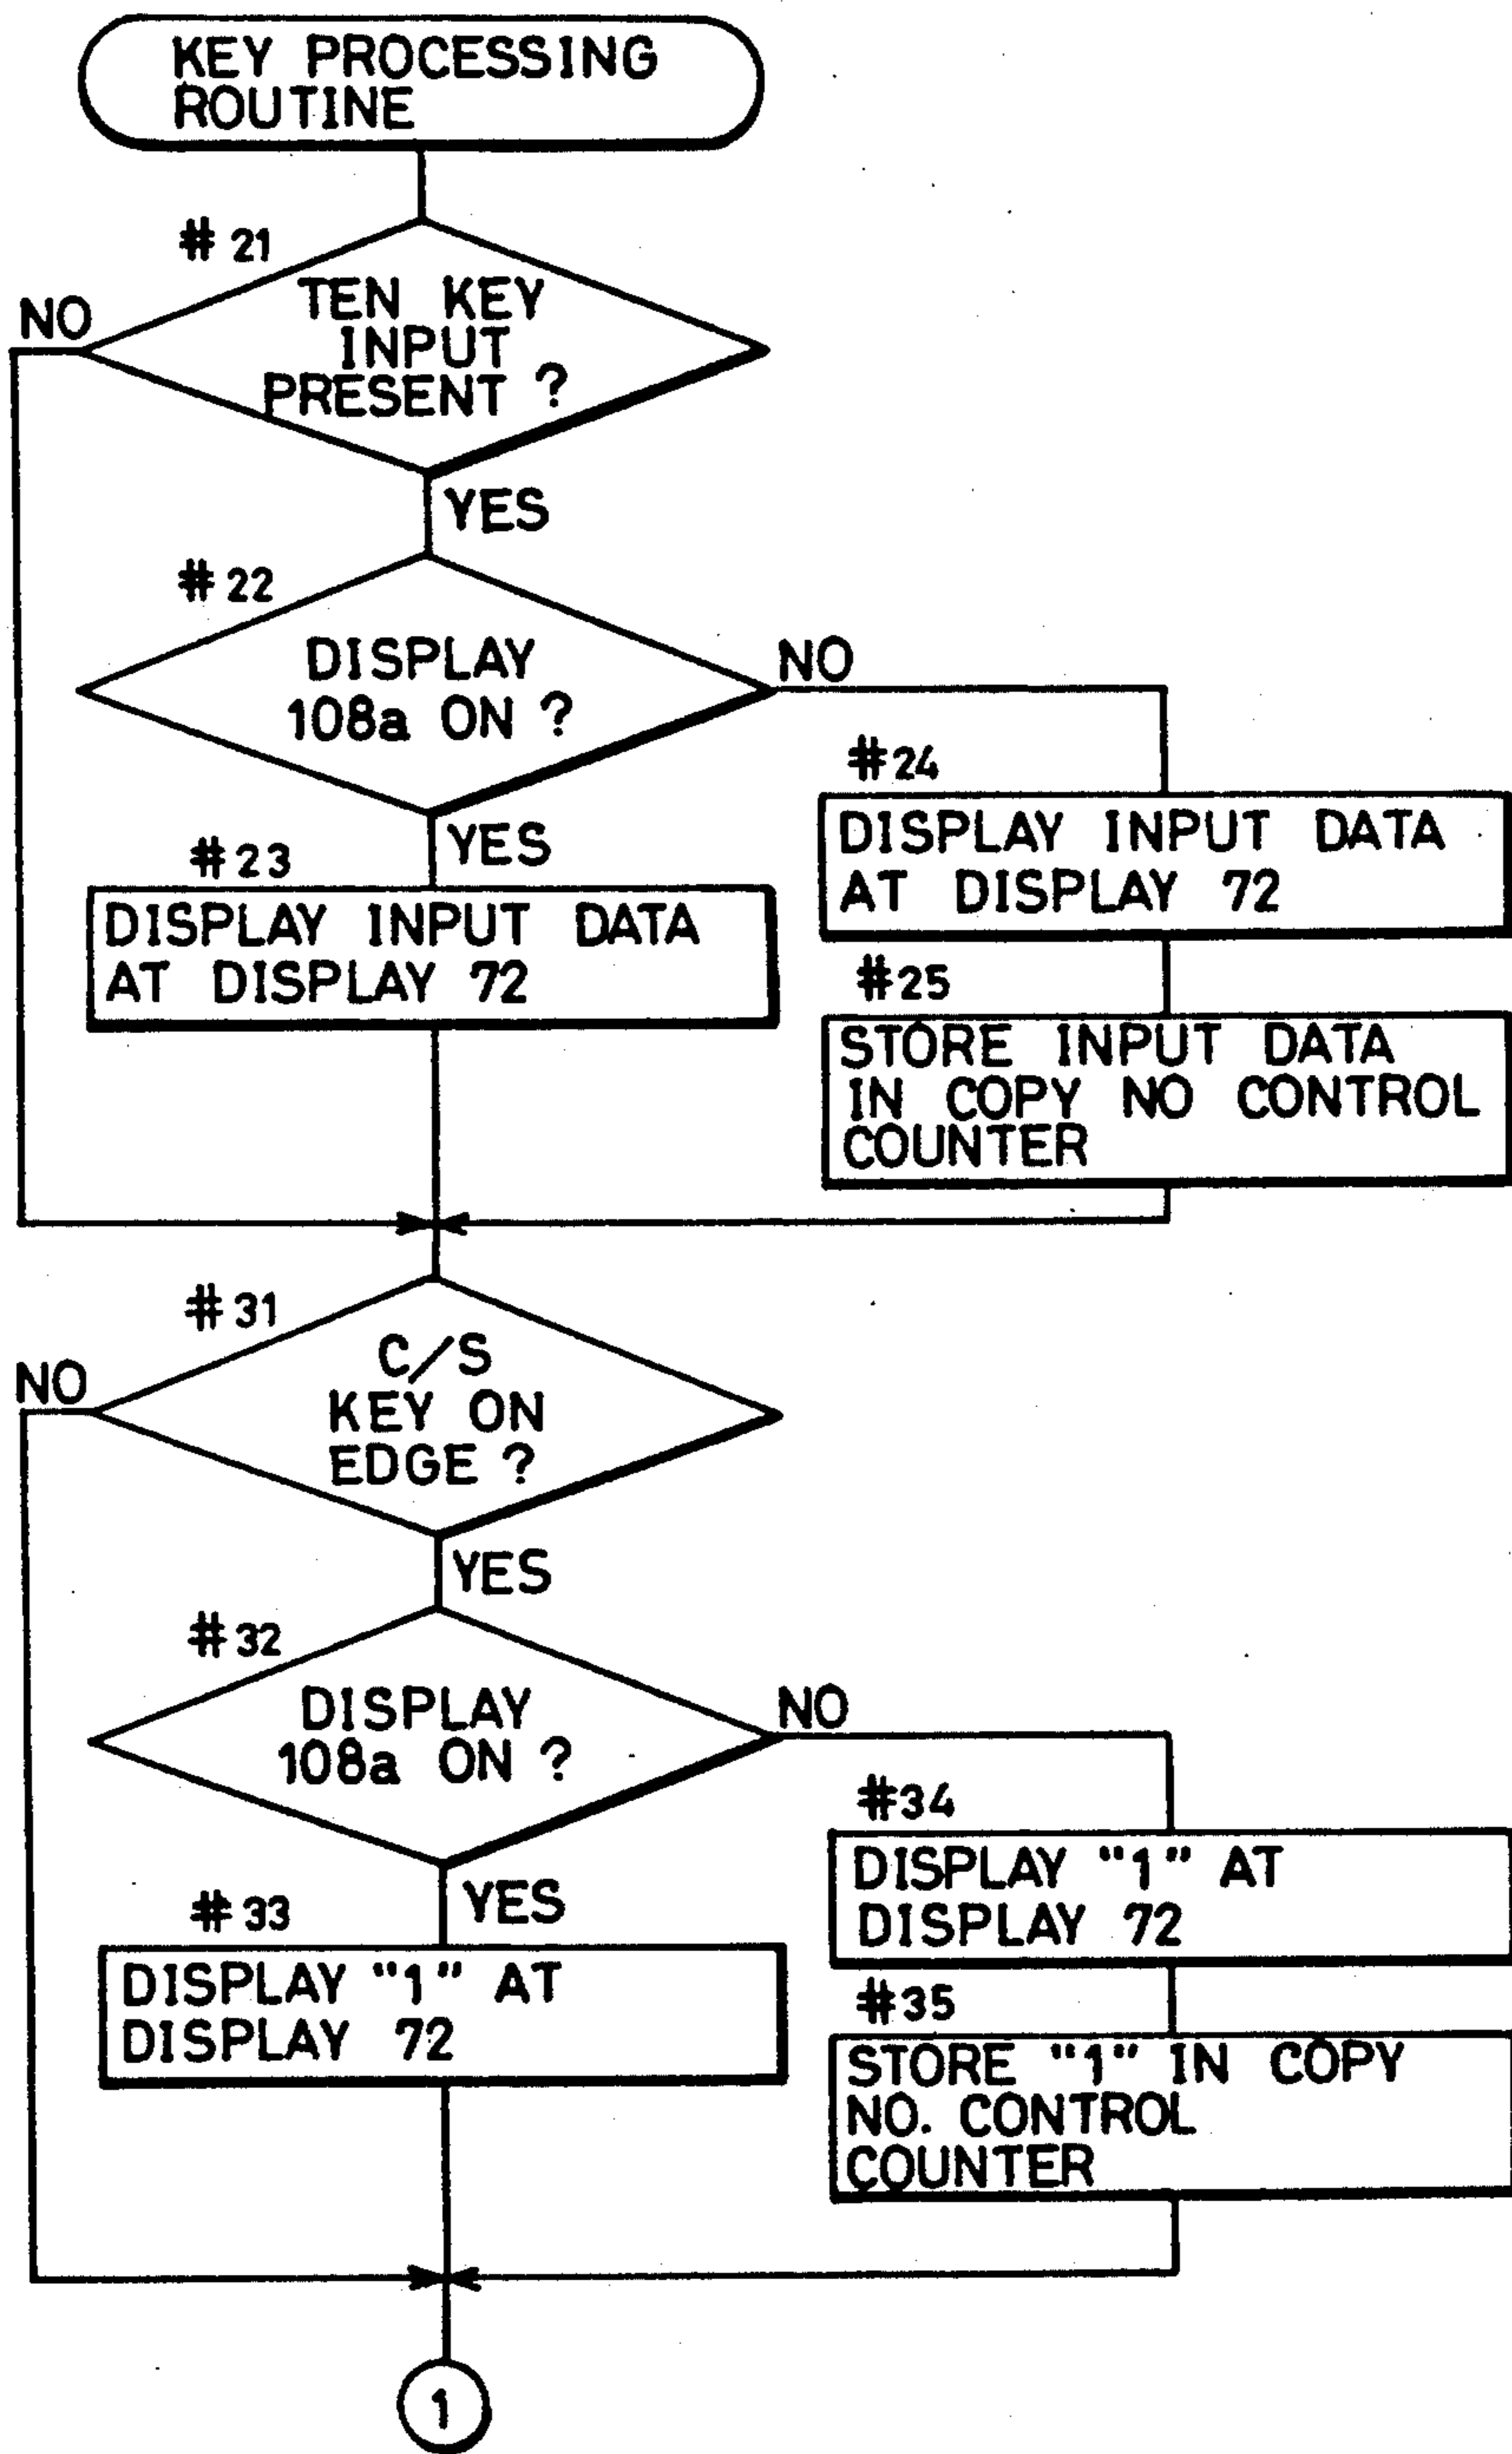 KEY PROCESSING
ROUTINE
#21
TEN KEY
INPUT
PRESENT ?
NO
YES
#22
DISPLAY
108a ON ?
NO
YES
#23
DISPLAY INPUT DATA
AT DISPLAY 72
#24
DISPLAY INPUT DATA
AT DISPLAY 72
#25
STORE INPUT DATA
IN COPY NO CONTROL
COUNTER
#31
C/S
KEY ON
EDGE ?
NO
YES
#32
DISPLAY
108a ON ?
NO
YES
#33
DISPLAY "1" AT
DISPLAY 72
#34
DISPLAY "1" AT
DISPLAY 72
#35
STORE "1" IN COPY
NO. CONTROL
COUNTER
1